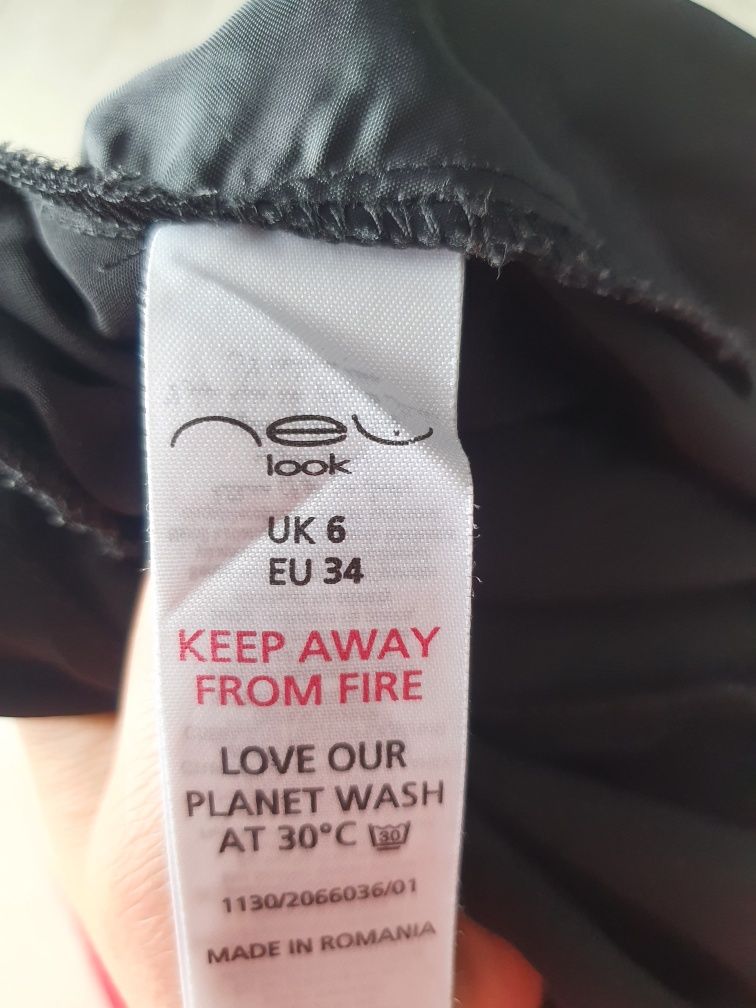 new
look
UK 6
EU 34
KEEP AWAY
FROM FIRE
LOVE OUR
PLANET WASH
AT 30°C 30
1130/2066036/01
MADE IN ROMANIA